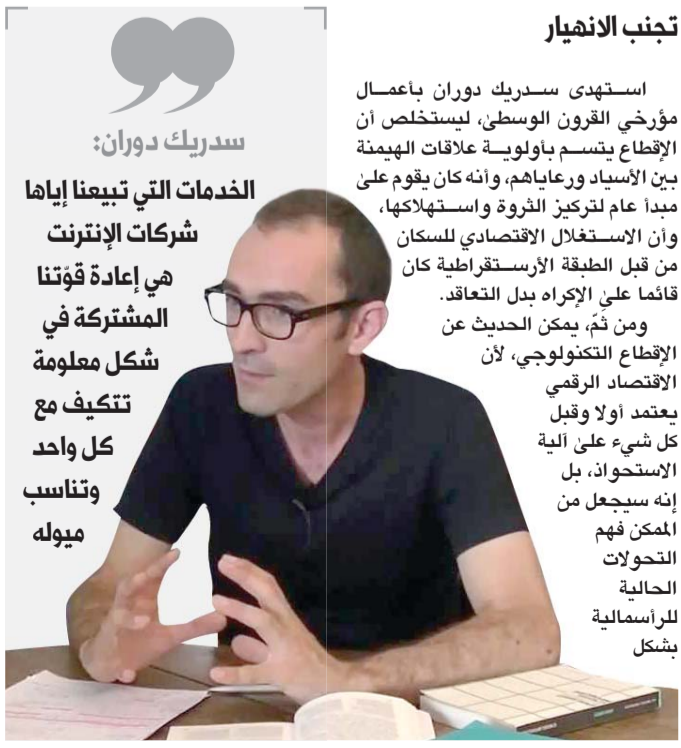 تجنب الانهيار
استهدى سدريك دوران بأعمال
مؤرخي القرون الوسطىٰ، ليستخلص أن
الإقطاع يتسم بأولوية علاقات الهيمنة
بين الأسياد ورعاياهم، وأنه كان يقوم علىٰ
مبدأ عام لتركيز الثروة واستهلاكها،
وأن الاستغلال الاقتصادي للسكان
من قبل الطبقة الأرستقراطية كان
قائما علىٰ الإكراه بدل التعاقد.
ومن ثمّ، يمكن الحديث عن
الإقطاع التكنولوجي، لأن
الاقتصاد الرقمي
يعتمد أولا وقبل
كل شيء علىٰ آلية
الاستحواذ، بل
إنه سيجعل من
الممكن فهم
التحولات
الحالية
للرأسمالية
بشكل
سدريك دوران:
الخدمات التي تبيعنا إياها
شركات الإنترنت
هي إعادة قوّتنا
المشتركة في
شكل معلومة
تتكيف مع
كل واحد
وتناسب
ميوله